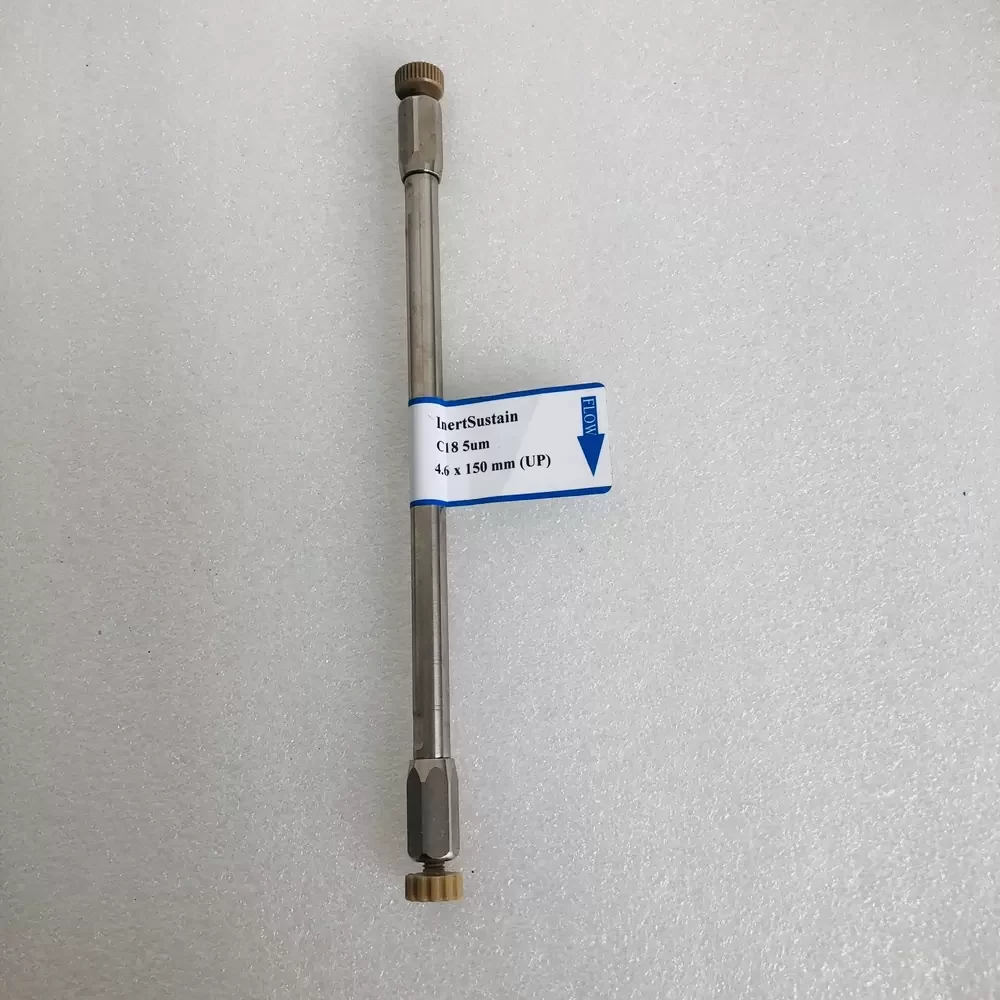 InertSustain
C18 5um
4.6 x 150 mm (UP)
FLOW